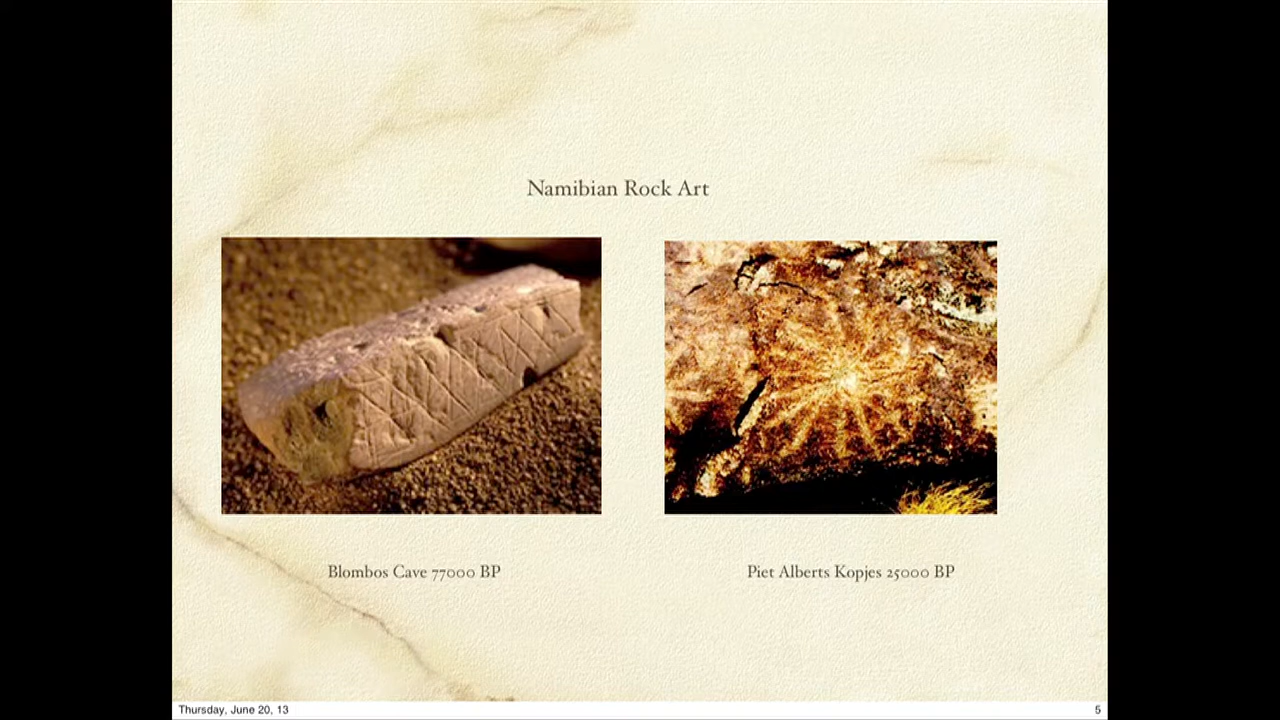 Namibian Rock Art
Blombos Cave 77000 BP
Piet Alberts Kopjes 25000 BP
Thursday, June 20, 13
5